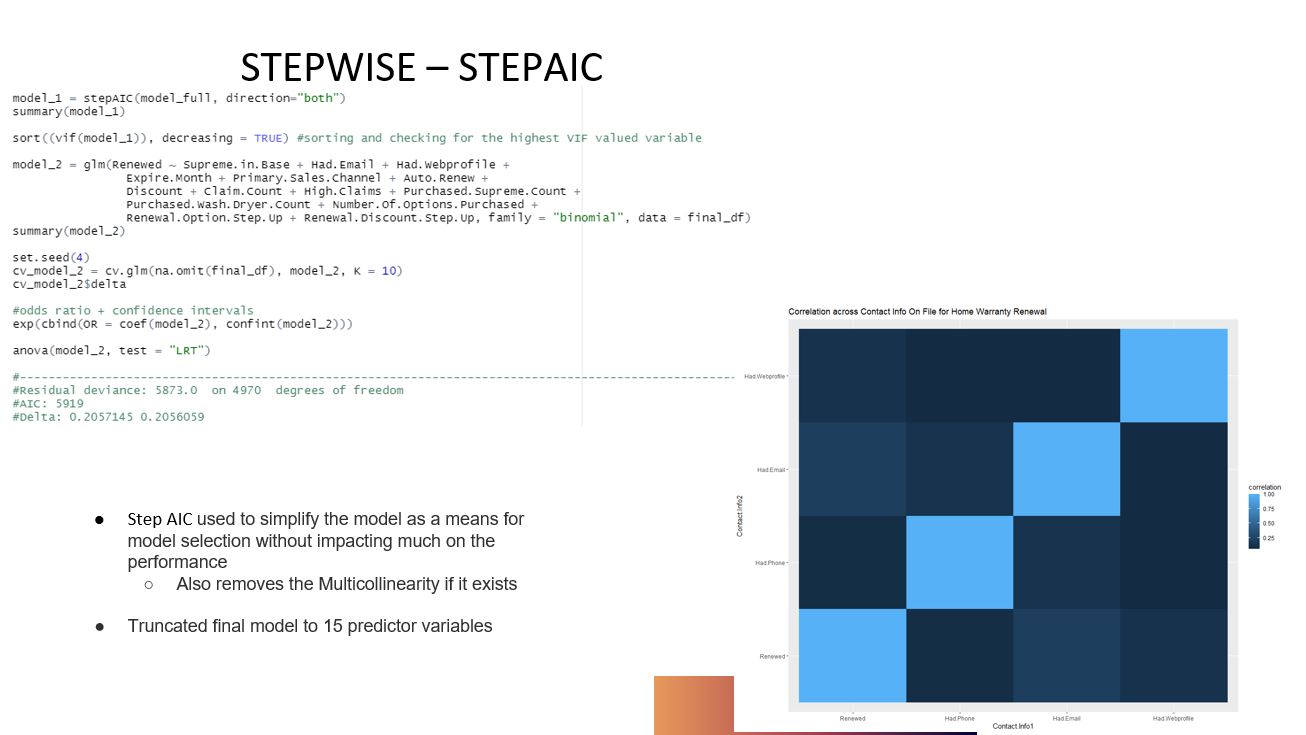 STEPWISE – STEPAIC
model_1 = stepAIC(model_full, direction="both")
summary(model_1)
sort((vif(model_1)), decreasing = TRUE) #sorting and checking for the highest VIF valued variable
model_2 = glm(Renewed ~ Supreme.in.Base + Had.Email + Had.Webprofile +
Expire.Month + Primary.Sales.Channel + Auto.Renew +
Discount + Claim.Count + High.Claims + Purchased.Supreme.Count +
Purchased.Wash.Dryer.Count + Number.Of.Options.Purchased +
Renewal.Option.Step.Up + Renewal.Discount.Step.Up, family = "binomial", data = final_df)
summary(model_2)
set.seed(4)
cv_model_2 = cv.glm(na.omit(final_df), model_2, K = 10)
cv_model_2$delta
#odds ratio + confidence intervals
exp(cbind(OR = coef(model_2), confint(model_2)))
anova(model_2, test = "LRT")
#Residual deviance: 5873.0 on 4970 degrees of freedom
#AIC: 5919
#Delta: 0.2057145 0.2056059
● Step AIC used to simplify the model as a means for
model selection without impacting much on the
performance
○ Also removes the Multicollinearity if it exists
● Truncated final model to 15 predictor variables
Correlation across Contact Info On File for Home Warranty Renewal
Had.Webprofile
Had.Email
Had.Phone
Renewed
Contact.Info2
Renewed
Had.Phone
Had.Email
Had.Webprofile
Contact.Info1
correlation
1.00
0.75
0.50
0.25